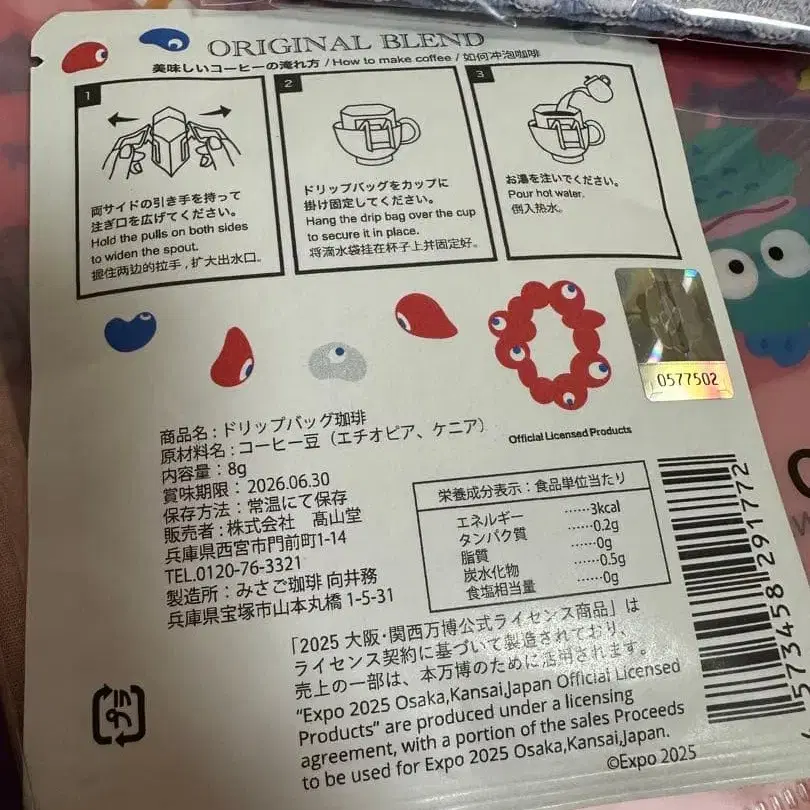 ORIGINAL BLEND
美味しいコーヒーの淹れ方 / How to make coffee / 如何冲泡咖啡
1
両サイドの引き手を持って
注ぎ口を広げてください。
Hold the pulls on both sides
to widen the spout.
握住两边的拉手,扩大出水口。
2
ドリップバッグをカップに
掛け固定してください。
Hang the drip bag over the cup
to secure it in place.
将滴水袋挂在杯子上并固定好。
3
お湯を注いでください。
Pour hot water.
倒入热水。
0577502
Official Licensed Products
商品名:ドリップバッグ珈琲
原材料名:コーヒー豆(エチオピア、ケニア)
内容量:8g
賞味期限:2026.06.30
保存方法:常温にて保存
販売者:株式会社 髙山堂
兵庫県西宮市門前町1-14
TEL.0120-76-3321
製造所:みさご珈琲 向井務
兵庫県宝塚市山本丸橋 1-5-31
栄養成分表示:食品単位当たり
エネルギー ……3kcal
タンパク質 ……0.2g
脂質 ……0g
炭水化物 ……0.5g
食塩相当量 ……0g
「2025 大阪・関西万博公式ライセンス商品」は
ライセンス契約に基づいて製造されており、
売上の一部は、本万博のために活用されます。
“Expo 2025 Osaka,Kansai,Japan Official Licensed
Products” are produced under a licensing
agreement, with a portion of the sales Proceeds
to be used for Expo 2025 Osaka,Kansai,Japan.
©Expo 2025
プラ
573458 291772